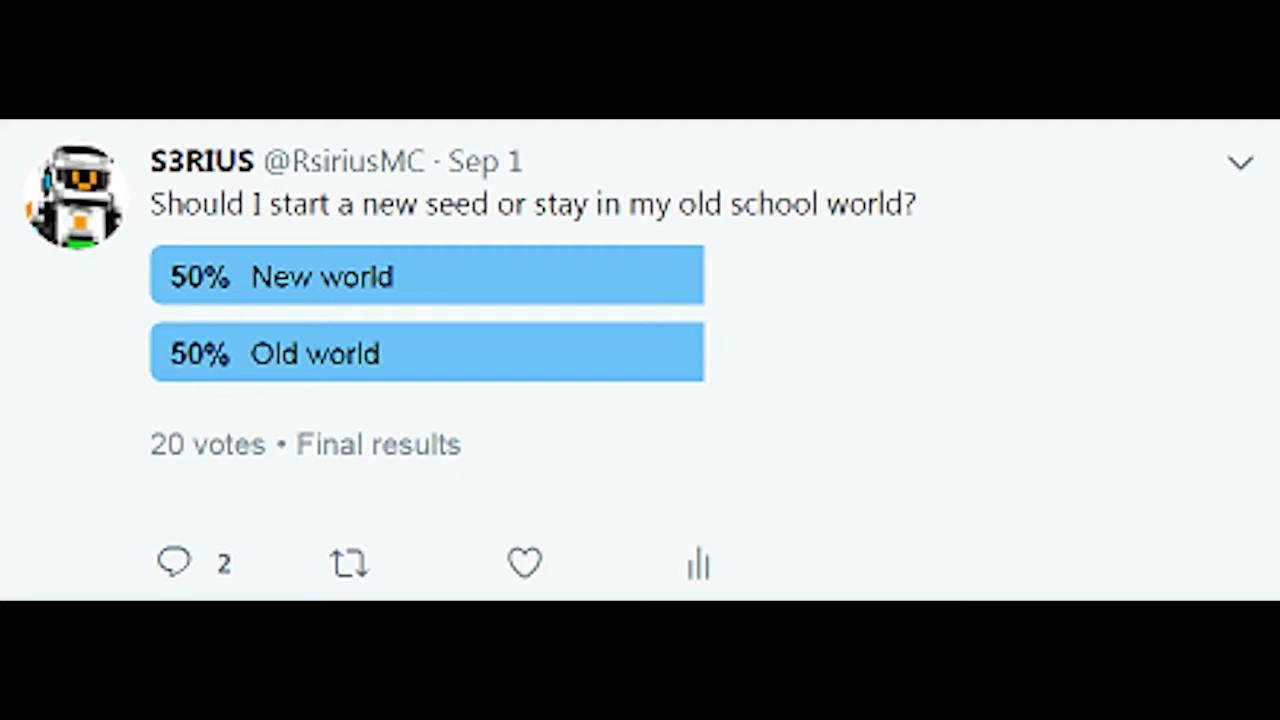 S3RIUS @RsiriusMC · Sep 1
Should I start a new seed or stay in my old school world?
50% New world
50% Old world
20 votes • Final results
2